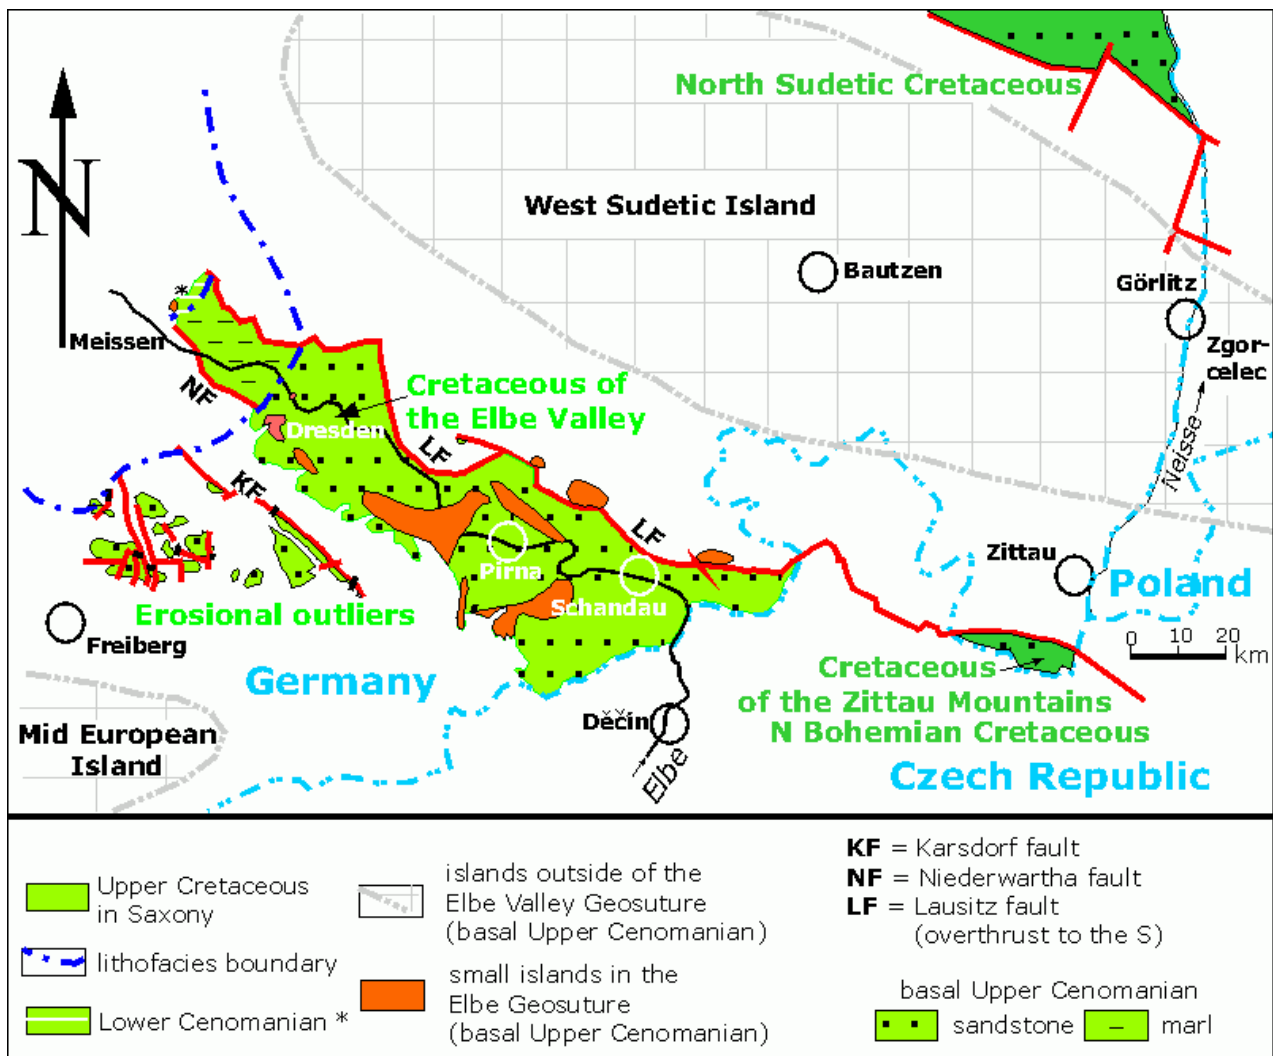 North Sudetic Cretaceous
N
West Sudetic Island
Bautzen
Görlitz
Zgor-
celec
*
Meissen
NF
Cretaceous of
the Elbe Valley
Dresden
LF
KF
Neisse
LF
Zittau
Pirna
Schandau
Poland
Erosional outliers
Freiberg
0 10 20
km
Germany
Cretaceous
of the Zittau Mountains
N Bohemian Cretaceous
Děčín
Mid European
Island
Elbe
Czech Republic
Upper Cretaceous
in Saxony
lithofacies boundary
Lower Cenomanian *
islands outside of the
Elbe Valley Geosuture
(basal Upper Cenomanian)
small islands in the
Elbe Geosuture
(basal Upper Cenomanian)
KF = Karsdorf fault
NF = Niederwartha fault
LF = Lausitz fault
(overthrust to the S)
basal Upper Cenomanian
sandstone
marl